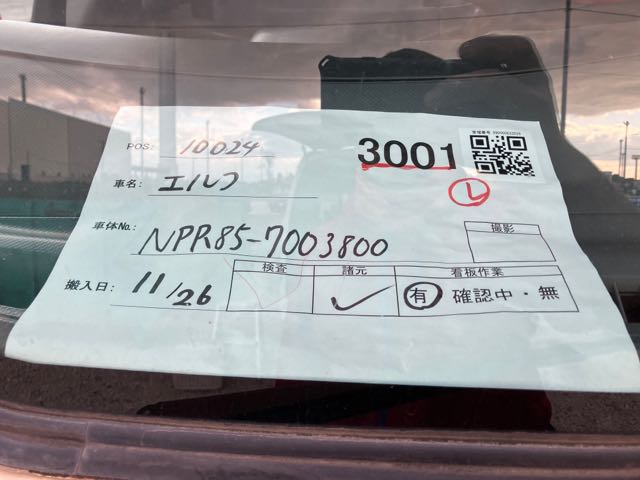 POS: 10024
3001
車名: エルフ
L
車体No. NPR85-7003800
撮影
搬入日: 11/26
検査 諸元 看板作業
✓ 有 確認中・無